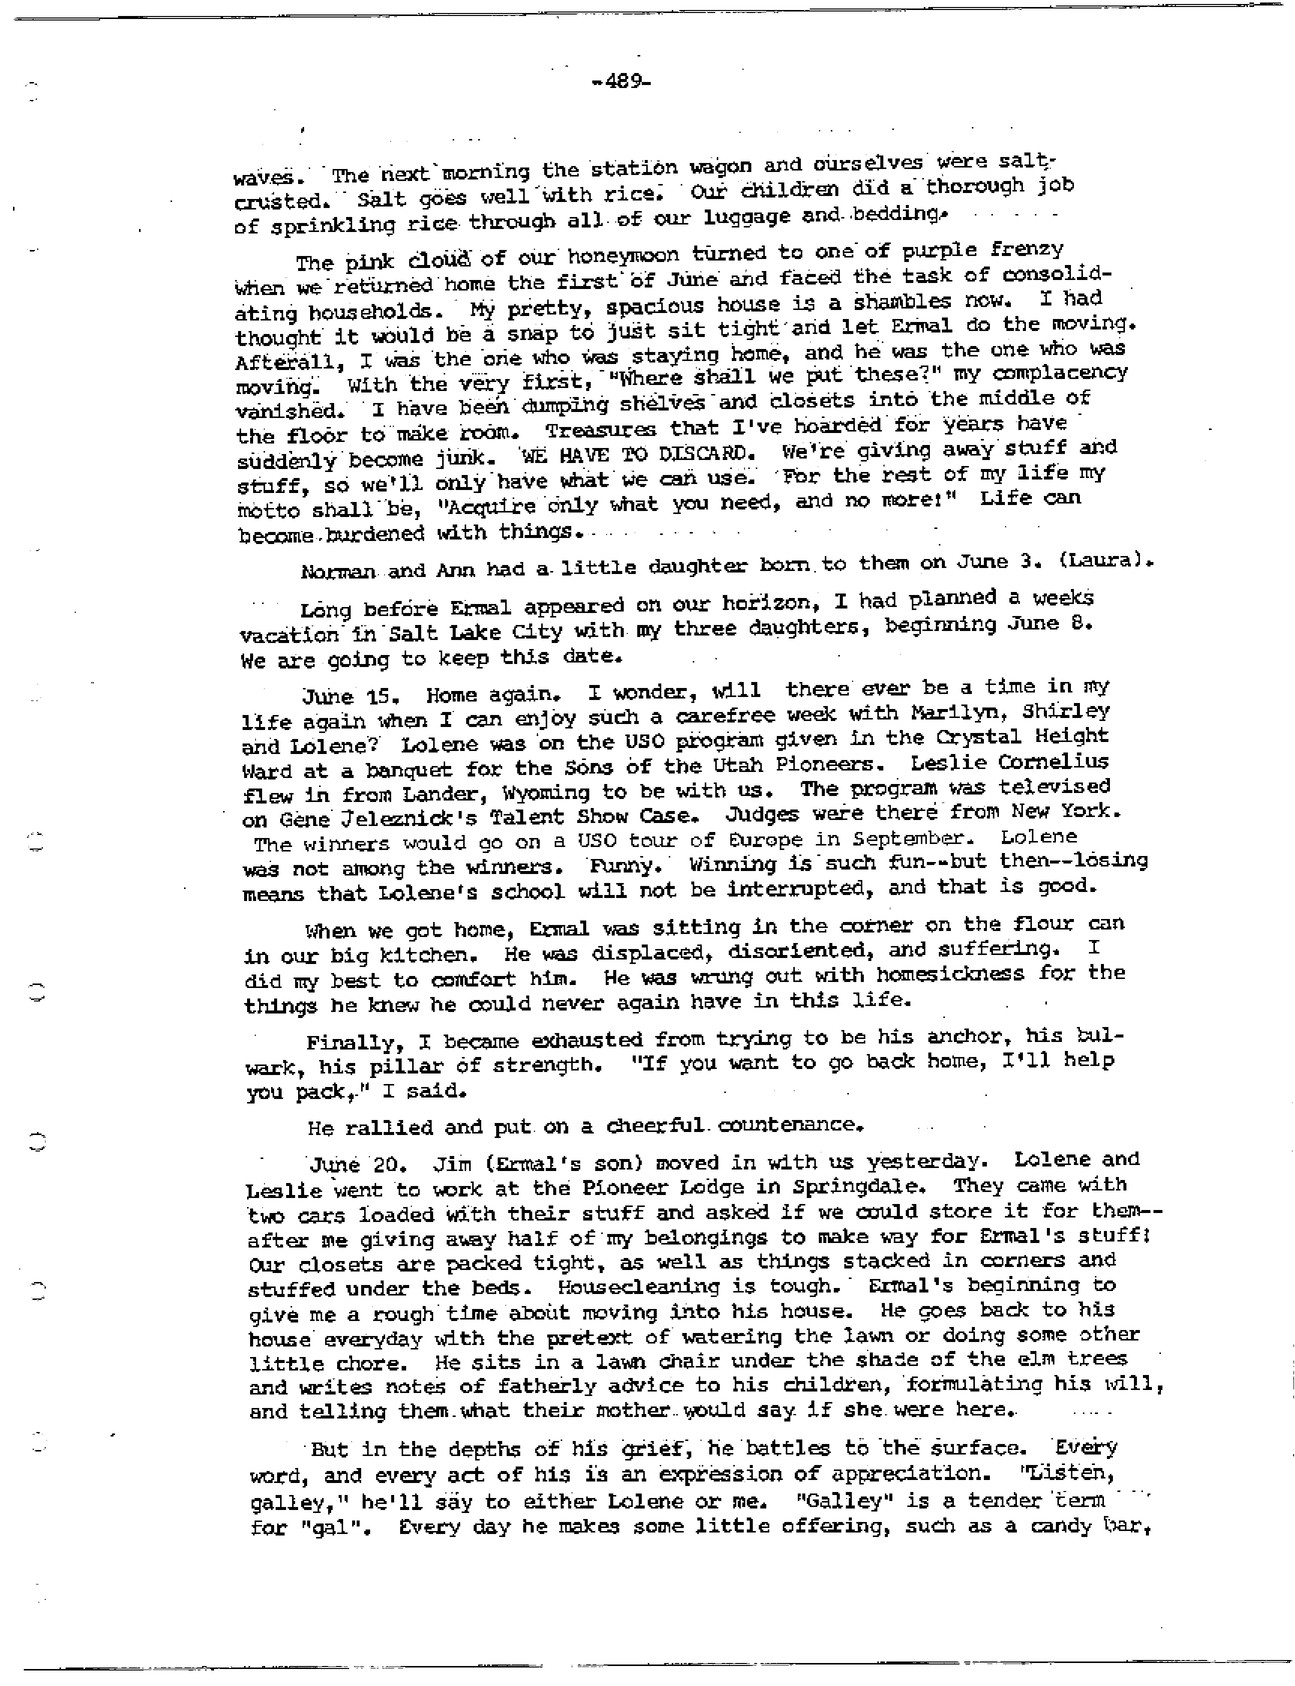 -489-
waves. The next morning the station wagon and ourselves were salt-
crusted. Salt goes well with rice. Our children did a thorough job
of sprinkling rice through all of our luggage and bedding.
The pink cloud of our honeymoon turned to one of purple frenzy
when we returned home the first of June and faced the task of consolid-
ating households. My pretty, spacious house is a shambles now. I had
thought it would be a snap to just sit tight and let Ermal do the moving.
Afterall, I was the one who was staying home, and he was the one who was
moving. With the very first, "Where shall we put these?" my complacency
vanished. I have been dumping shelves and closets into the middle of
the floor to make room. Treasures that I've hoarded for years have
suddenly become junk. WE HAVE TO DISCARD. We're giving away stuff and
stuff, so we'll only have what we can use. For the rest of my life my
motto shall be, "Acquire only what you need, and no more!" Life can
become burdened with things.
Norman and Ann had a little daughter born to them on June 3. (Laura).
Long before Ermal appeared on our horizon, I had planned a weeks
vacation in Salt Lake City with my three daughters, beginning June 8.
We are going to keep this date.
June 15. Home again. I wonder, will there ever be a time in my
life again when I can enjoy such a carefree week with Marilyn, Shirley
and Lolene? Lolene was on the USO program given in the Crystal Height
Ward at a banquet for the Sons of the Utah Pioneers. Leslie Cornelius
flew in from Lander, Wyoming to be with us. The program was televised
on Gene Jeleznick's Talent Show Case. Judges were there from New York.
The winners would go on a USO tour of Europe in September. Lolene
was not among the winners. Funny. Winning is such fun--but then--losing
means that Lolene's school will not be interrupted, and that is good.
When we got home, Ermal was sitting in the corner on the flour can
in our big kitchen. He was displaced, disoriented, and suffering. I
did my best to comfort him. He was wrung out with homesickness for the
things he knew he could never again have in this life.
Finally, I became exhausted from trying to be his anchor, his bul-
wark, his pillar of strength. "If you want to go back home, I'll help
you pack," I said.
He rallied and put on a cheerful countenance.
June 20. Jim (Ermal's son) moved in with us yesterday. Lolene and
Leslie went to work at the Pioneer Lodge in Springdale. They came with
two cars loaded with their stuff and asked if we could store it for them--
after me giving away half of my belongings to make way for Ermal's stuff!
Our closets are packed tight, as well as things stacked in corners and
stuffed under the beds. Housecleaning is tough. Ermal's beginning to
give me a rough time about moving into his house. He goes back to his
house everyday with the pretext of watering the lawn or doing some other
little chore. He sits in a lawn chair under the shade of the elm trees
and writes notes of fatherly advice to his children, formulating his will,
and telling them what their mother would say if she were here.
But in the depths of his grief, he battles to the surface. Every
word, and every act of his is an expression of appreciation. "Listen,
galley," he'll say to either Lolene or me. "Galley" is a tender term
for "gal". Every day he makes some little offering, such as a candy bar,